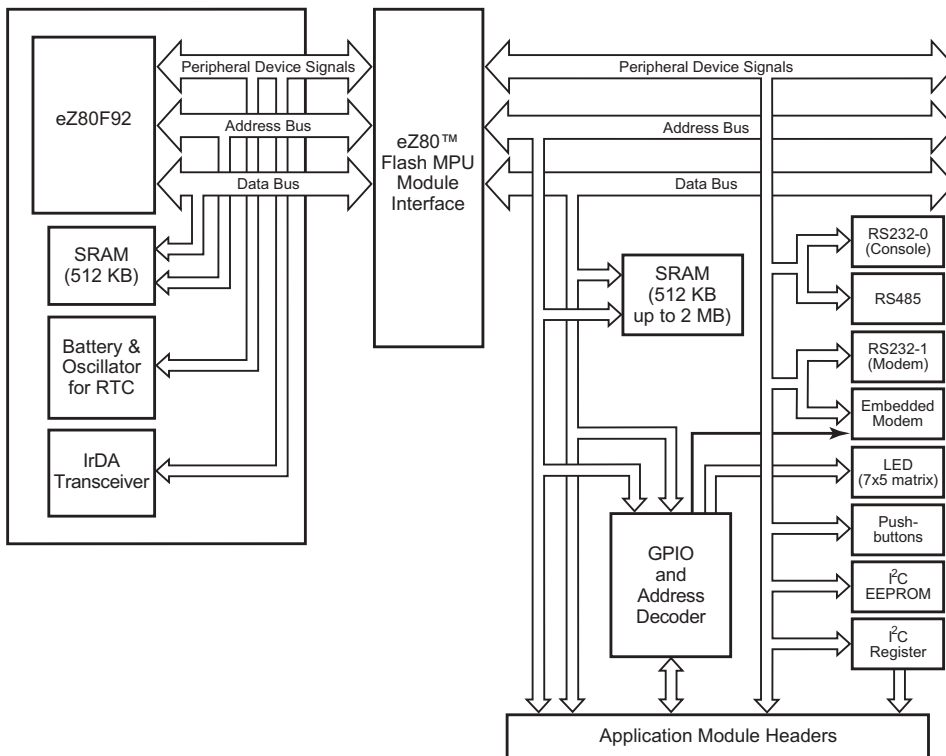 Peripheral Device Signals
eZ80F92
Address Bus
Data Bus
SRAM
(512 KB)
Battery &
Oscillator
for RTC
IrDA
Transceiver
eZ80™
Flash MPU
Module
Interface
Peripheral Device Signals
Address Bus
Data Bus
SRAM
(512 KB
up to 2 MB)
GPIO
and
Address
Decoder
RS232-0
(Console)
RS485
RS232-1
(Modem)
Embedded
Modem
LED
(7x5 matrix)
Push-
buttons
I²C
EEPROM
I²C
Register
Application Module Headers